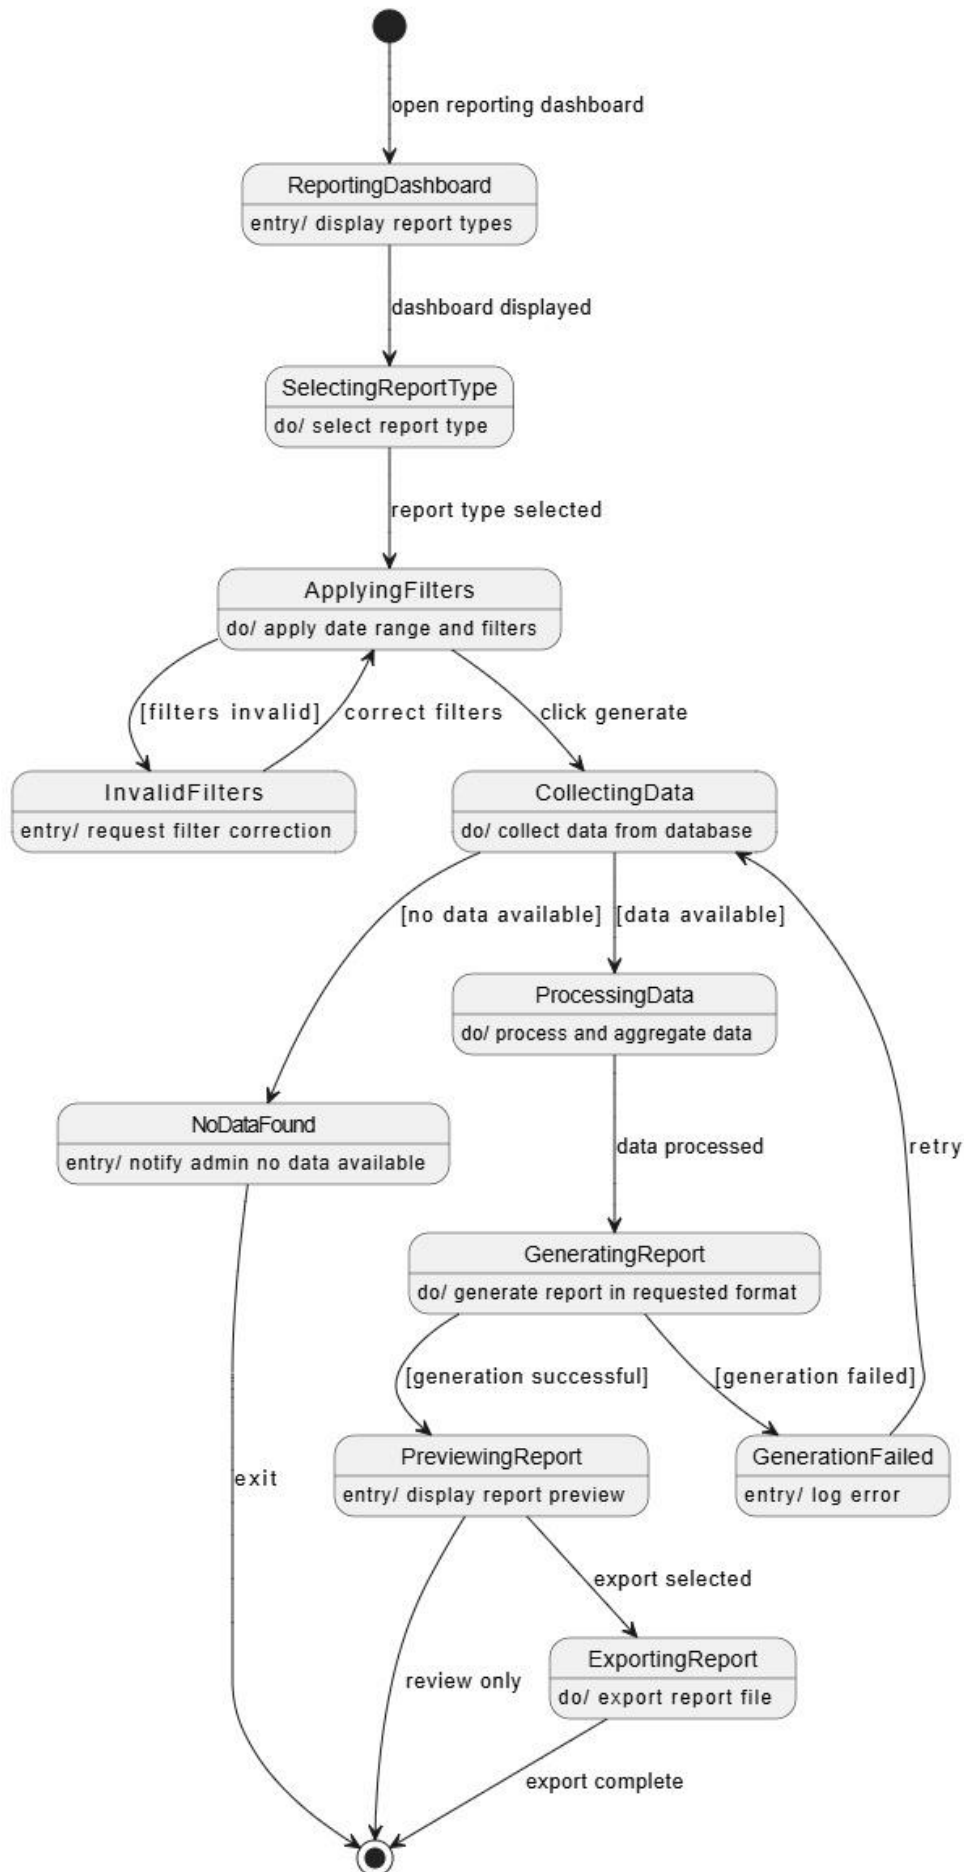 open reporting dashboard
ReportingDashboard
entry/ display report types
dashboard displayed
SelectingReportType
do/ select report type
report type selected
ApplyingFilters
do/ apply date range and filters
[filters invalid]
correct filters
click generate
InvalidFilters
entry/ request filter correction
CollectingData
do/ collect data from database
[no data available]
[data available]
ProcessingData
do/ process and aggregate data
NoDataFound
entry/ notify admin no data available
data processed
retry
GeneratingReport
do/ generate report in requested format
[generation successful]
[generation failed]
PreviewingReport
entry/ display report preview
GenerationFailed
entry/ log error
exit
export selected
ExportingReport
do/ export report file
review only
export complete